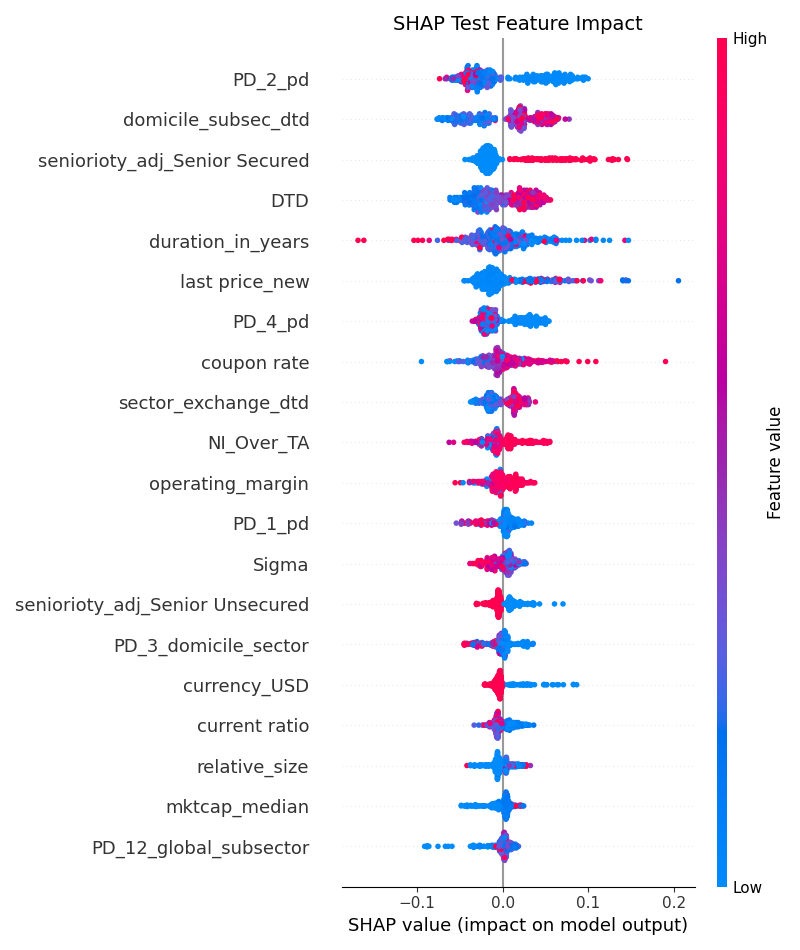 SHAP Test Feature Impact
High
PD_2_pd
domicile_subsec_dtd
seniorioty_adj_Senior Secured
DTD
duration_in_years
last price_new
PD_4_pd
coupon rate
sector_exchange_dtd
NI_Over_TA
operating_margin
PD_1_pd
Sigma
seniorioty_adj_Senior Unsecured
PD_3_domicile_sector
currency_USD
current ratio
relative_size
mktcap_median
PD_12_global_subsector
Feature value
Low
−0.1 0.0 0.1 0.2
SHAP value (impact on model output)